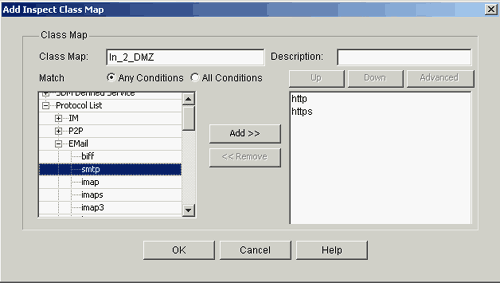 Add Inspect Class Map
Class Map
Class Map: In_2_DMZ Description:
Match Any Conditions All Conditions
Up Down Advanced
SDM Defined Service
Protocol List
IM
P2P
EMail
biff
smtp
imap
imaps
imap3
Add >>
<< Remove
http
https
OK Cancel Help